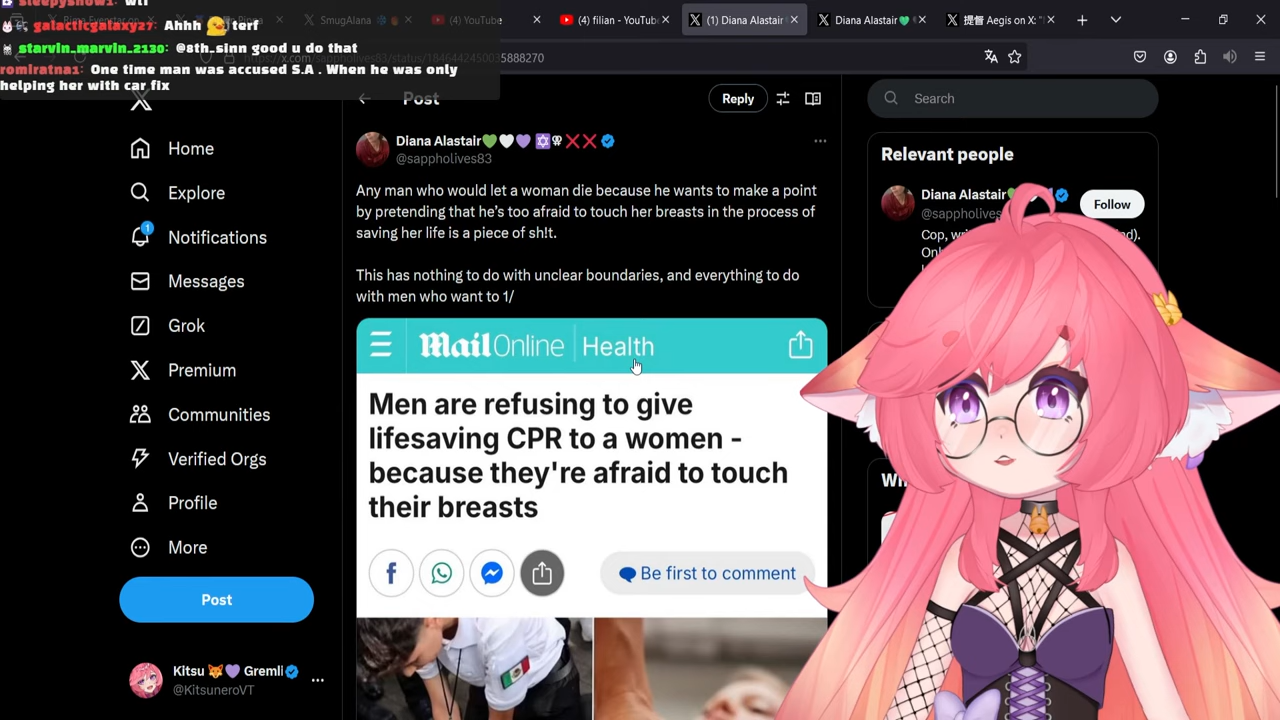 (4) YouTube
(4) filian - YouTube
(1) Diana Alastair
Diana Alastair💚
提督 Aegis on X: "
SmugAlana
galacticgalaxy27: Ahhh terf
starvin_marvin_2130: @8th_sinn good u do that
romiratna1: One time man was accused S.A . When he was only
helping her with car fix
Post
Reply
Search
Home
Explore
1
Notifications
Messages
Grok
Premium
Communities
Verified Orgs
Profile
More
Post
Kitsu 🦊💜 Gremli
@KitsuneroVT
Diana Alastair💚🤍💜🔯⚢❌❌
@sappholives83
Any man who would let a woman die because he wants to make a point
by pretending that he's too afraid to touch her breasts in the process of
saving her life is a piece of sh!t.
This has nothing to do with unclear boundaries, and everything to do
with men who want to 1/
Mail Online Health
Men are refusing to give
lifesaving CPR to a women -
because they're afraid to touch
their breasts
Be first to comment
Relevant people
Diana Alastair
@sappholives
Follow